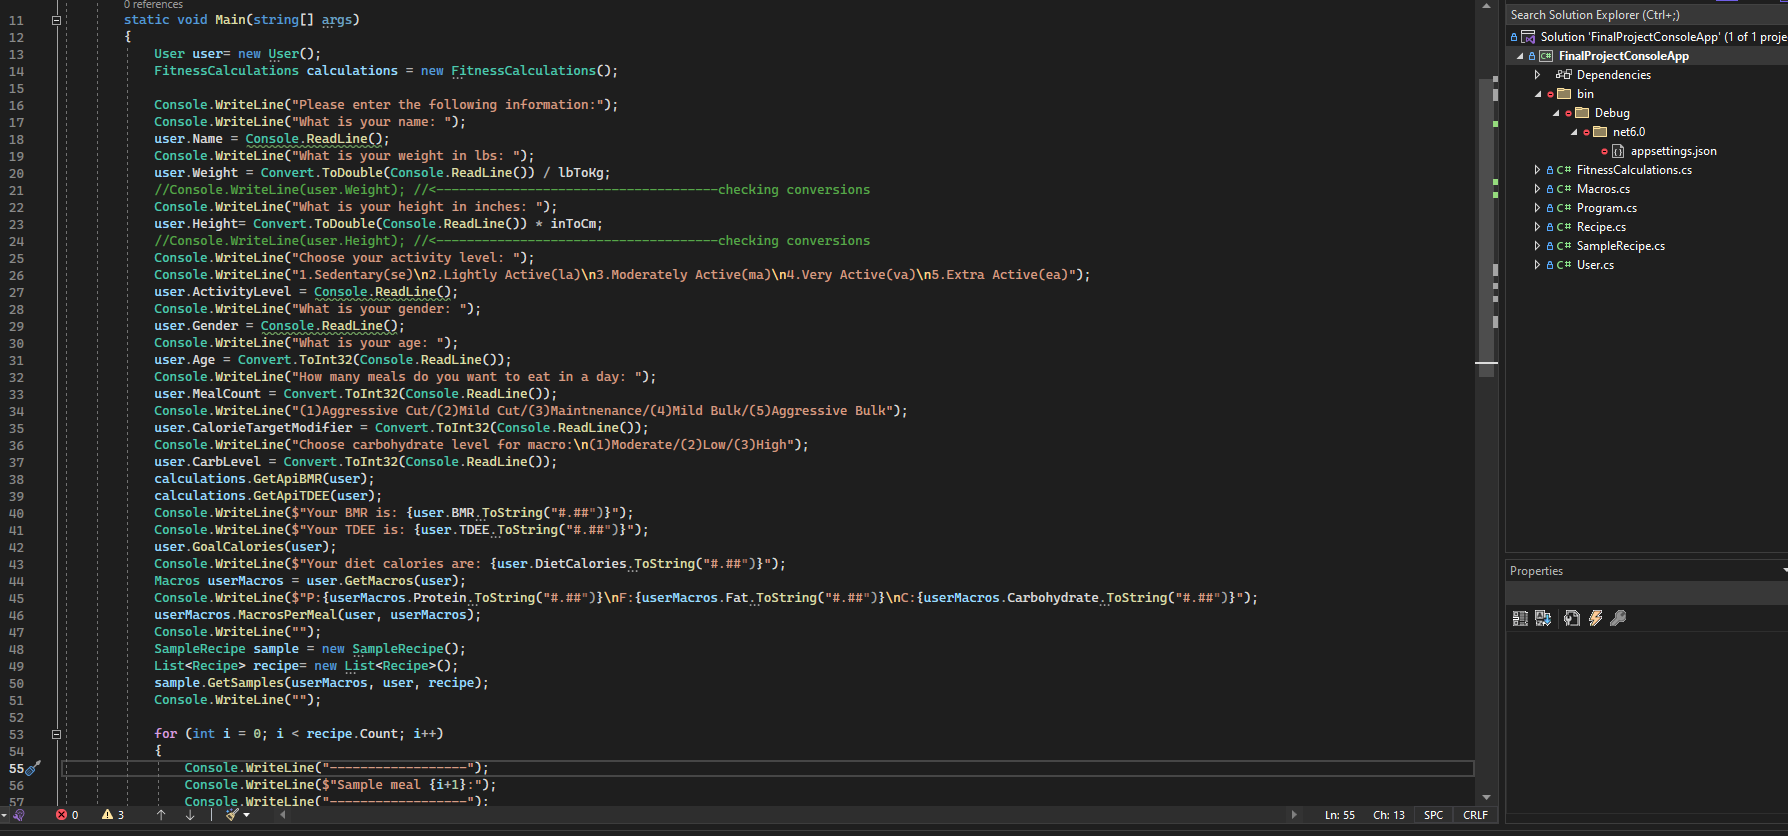 0 references
11 static void Main(string[] args)
12 {
13 User user= new User();
14 FitnessCalculations calculations = new FitnessCalculations();
15
16 Console.WriteLine("Please enter the following information:");
17 Console.WriteLine("What is your name: ");
18 user.Name = Console.ReadLine();
19 Console.WriteLine("What is your weight in lbs: ");
20 user.Weight = Convert.ToDouble(Console.ReadLine()) / lbToKg;
21 //Console.WriteLine(user.Weight); //<-------------------------------------checking conversions
22 Console.WriteLine("What is your height in inches: ");
23 user.Height= Convert.ToDouble(Console.ReadLine()) * inToCm;
24 //Console.WriteLine(user.Height); //<-------------------------------------checking conversions
25 Console.WriteLine("Choose your activity level: ");
26 Console.WriteLine("1.Sedentary(se)\n2.Lightly Active(la)\n3.Moderately Active(ma)\n4.Very Active(va)\n5.Extra Active(ea)");
27 user.ActivityLevel = Console.ReadLine();
28 Console.WriteLine("What is your gender: ");
29 user.Gender = Console.ReadLine();
30 Console.WriteLine("What is your age: ");
31 user.Age = Convert.ToInt32(Console.ReadLine());
32 Console.WriteLine("How many meals do you want to eat in a day: ");
33 user.MealCount = Convert.ToInt32(Console.ReadLine());
34 Console.WriteLine("(1)Aggressive Cut/(2)Mild Cut/(3)Maintnenance/(4)Mild Bulk/(5)Aggressive Bulk");
35 user.CalorieTargetModifier = Convert.ToInt32(Console.ReadLine());
36 Console.WriteLine("Choose carbohydrate level for macro:\n(1)Moderate/(2)Low/(3)High");
37 user.CarbLevel = Convert.ToInt32(Console.ReadLine());
38 calculations.GetApiBMR(user);
39 calculations.GetApiTDEE(user);
40 Console.WriteLine($"Your BMR is: {user.BMR.ToString("#.##")}");
41 Console.WriteLine($"Your TDEE is: {user.TDEE.ToString("#.##")}");
42 user.GoalCalories(user);
43 Console.WriteLine($"Your diet calories are: {user.DietCalories.ToString("#.##")}");
44 Macros userMacros = user.GetMacros(user);
45 Console.WriteLine($"P:{userMacros.Protein.ToString("#.##")}\nF:{userMacros.Fat.ToString("#.##")}\nC:{userMacros.Carbohydrate.ToString("#.##")}");
46 userMacros.MacrosPerMeal(user, userMacros);
47 Console.WriteLine("");
48 SampleRecipe sample = new SampleRecipe();
49 List<Recipe> recipe= new List<Recipe>();
50 sample.GetSamples(userMacros, user, recipe);
51 Console.WriteLine("");
52
53 for (int i = 0; i < recipe.Count; i++)
54 {
55 Console.WriteLine("------------------");
56 Console.WriteLine($"Sample meal {i+1}:");
57 Console.WriteLine("------------------");
0 3 Ln: 55 Ch: 13 SPC CRLF
Search Solution Explorer (Ctrl+;)
Solution 'FinalProjectConsoleApp' (1 of 1 proje
FinalProjectConsoleApp
Dependencies
bin
Debug
net6.0
appsettings.json
C# FitnessCalculations.cs
C# Macros.cs
C# Program.cs
C# Recipe.cs
C# SampleRecipe.cs
C# User.cs
Properties